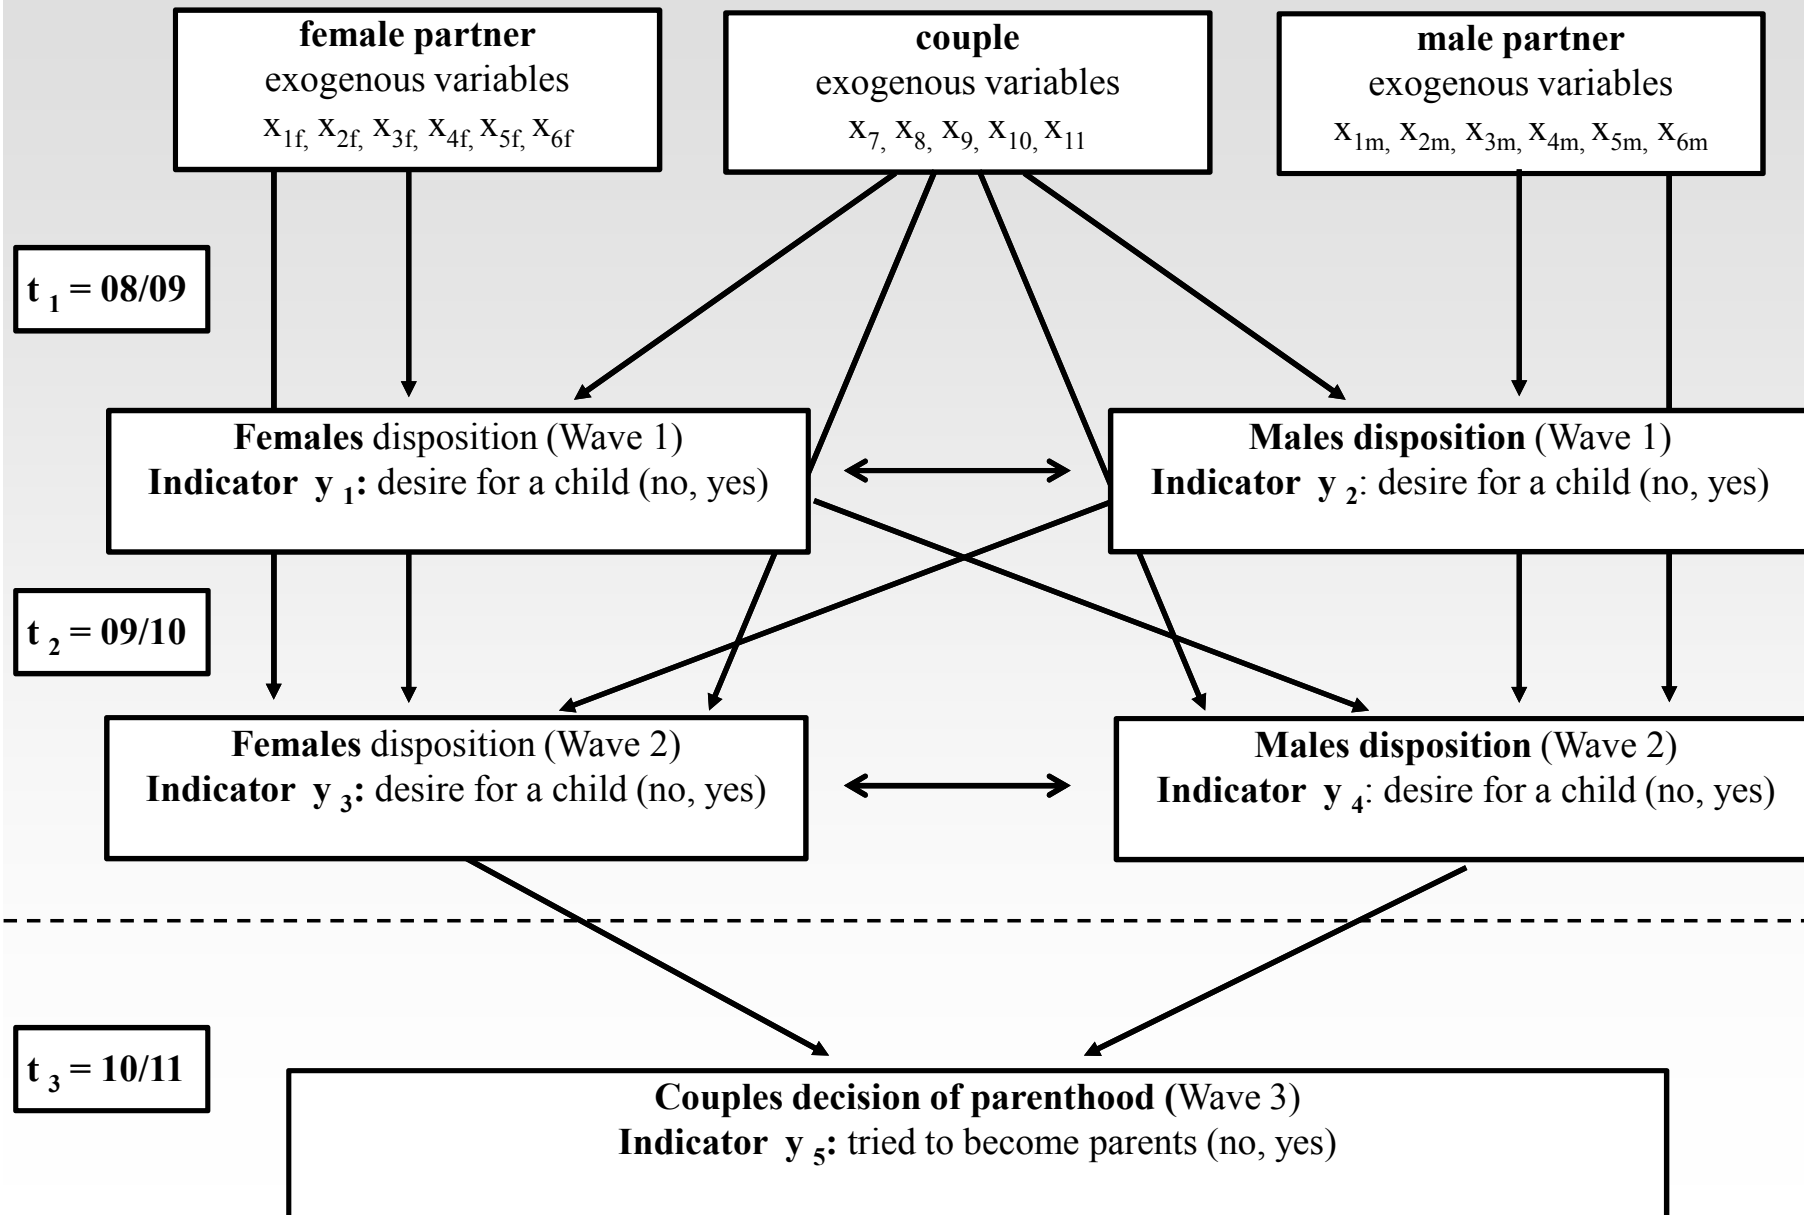 female partner
exogenous variables
x1f, x2f, x3f, x4f, x5f, x6f
couple
exogenous variables
x7, x8, x9, x10, x11
male partner
exogenous variables
x1m, x2m, x3m, x4m, x5m, x6m
t 1 = 08/09
Females disposition (Wave 1)
Indicator y 1: desire for a child (no, yes)
Males disposition (Wave 1)
Indicator y 2: desire for a child (no, yes)
t 2 = 09/10
Females disposition (Wave 2)
Indicator y 3: desire for a child (no, yes)
Males disposition (Wave 2)
Indicator y 4: desire for a child (no, yes)
t 3 = 10/11
Couples decision of parenthood (Wave 3)
Indicator y 5: tried to become parents (no, yes)